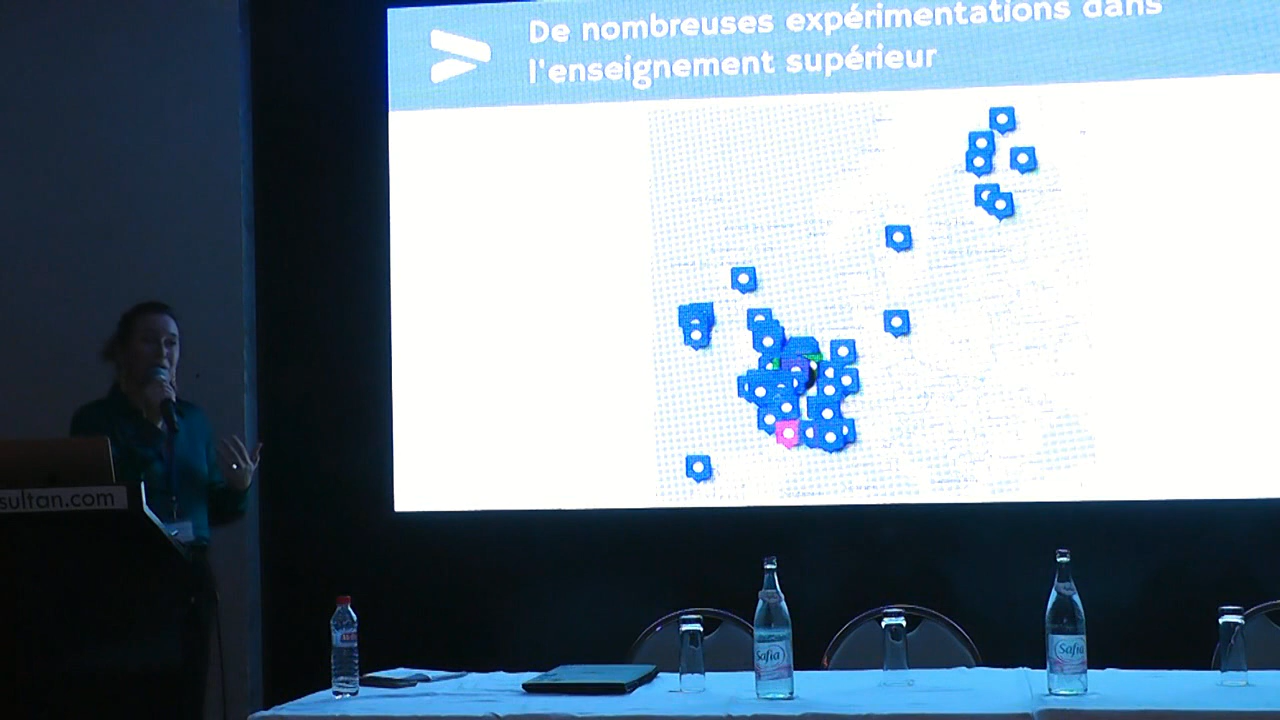 De nombreuses expérimentations dans
l'enseignement supérieur
sultan.com
Safia
Safia